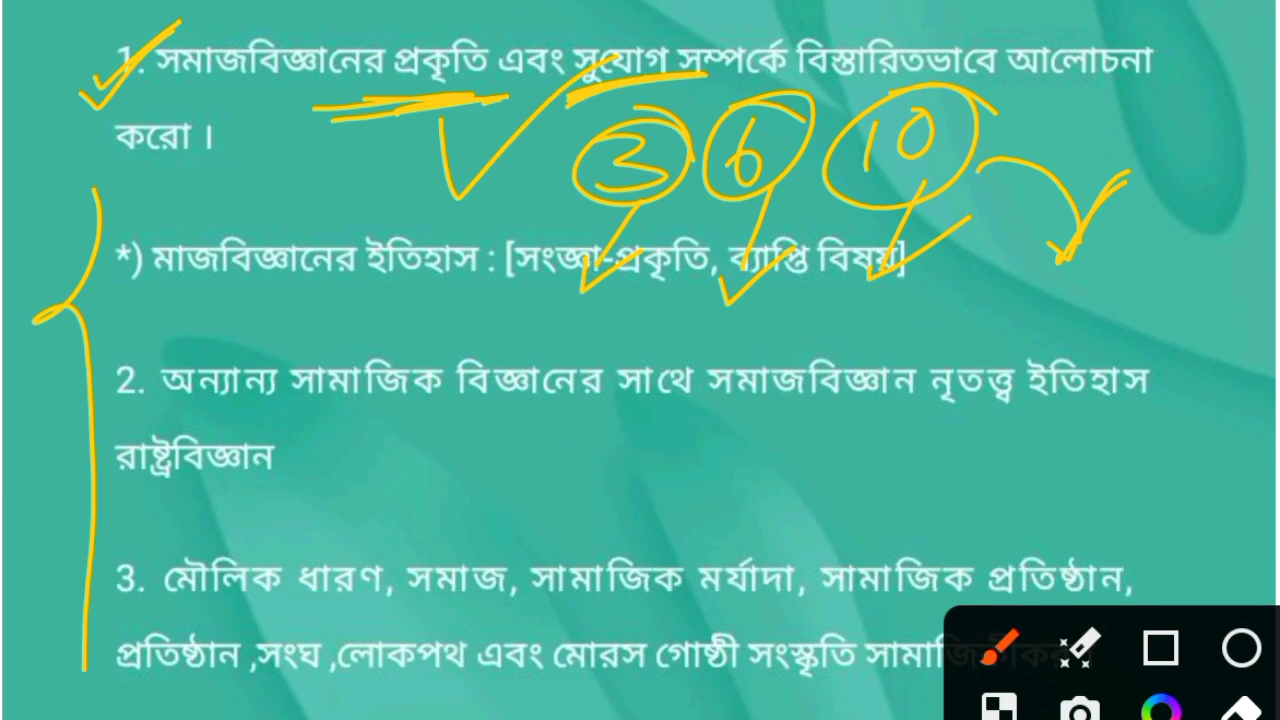 1. সমাজবিজ্ঞানের প্রকৃতি এবং সুযোগ সম্পর্কে বিস্তারিতভাবে আলোচনা
করো ।
3 6 10
*) মাজবিজ্ঞানের ইতিহাস : [সংজ্ঞা-প্রকৃতি, ব্যাপ্তি বিষয়]
2. অন্যান্য সামাজিক বিজ্ঞানের সাথে সমাজবিজ্ঞান নৃতত্ত্ব ইতিহাস
রাষ্ট্রবিজ্ঞান
3. মৌলিক ধারণ, সমাজ, সামাজিক মর্যাদা, সামাজিক প্রতিষ্ঠান,
প্রতিষ্ঠান ,সংঘ ,লোকপথ এবং মোরস গোষ্ঠী সংস্কৃতি